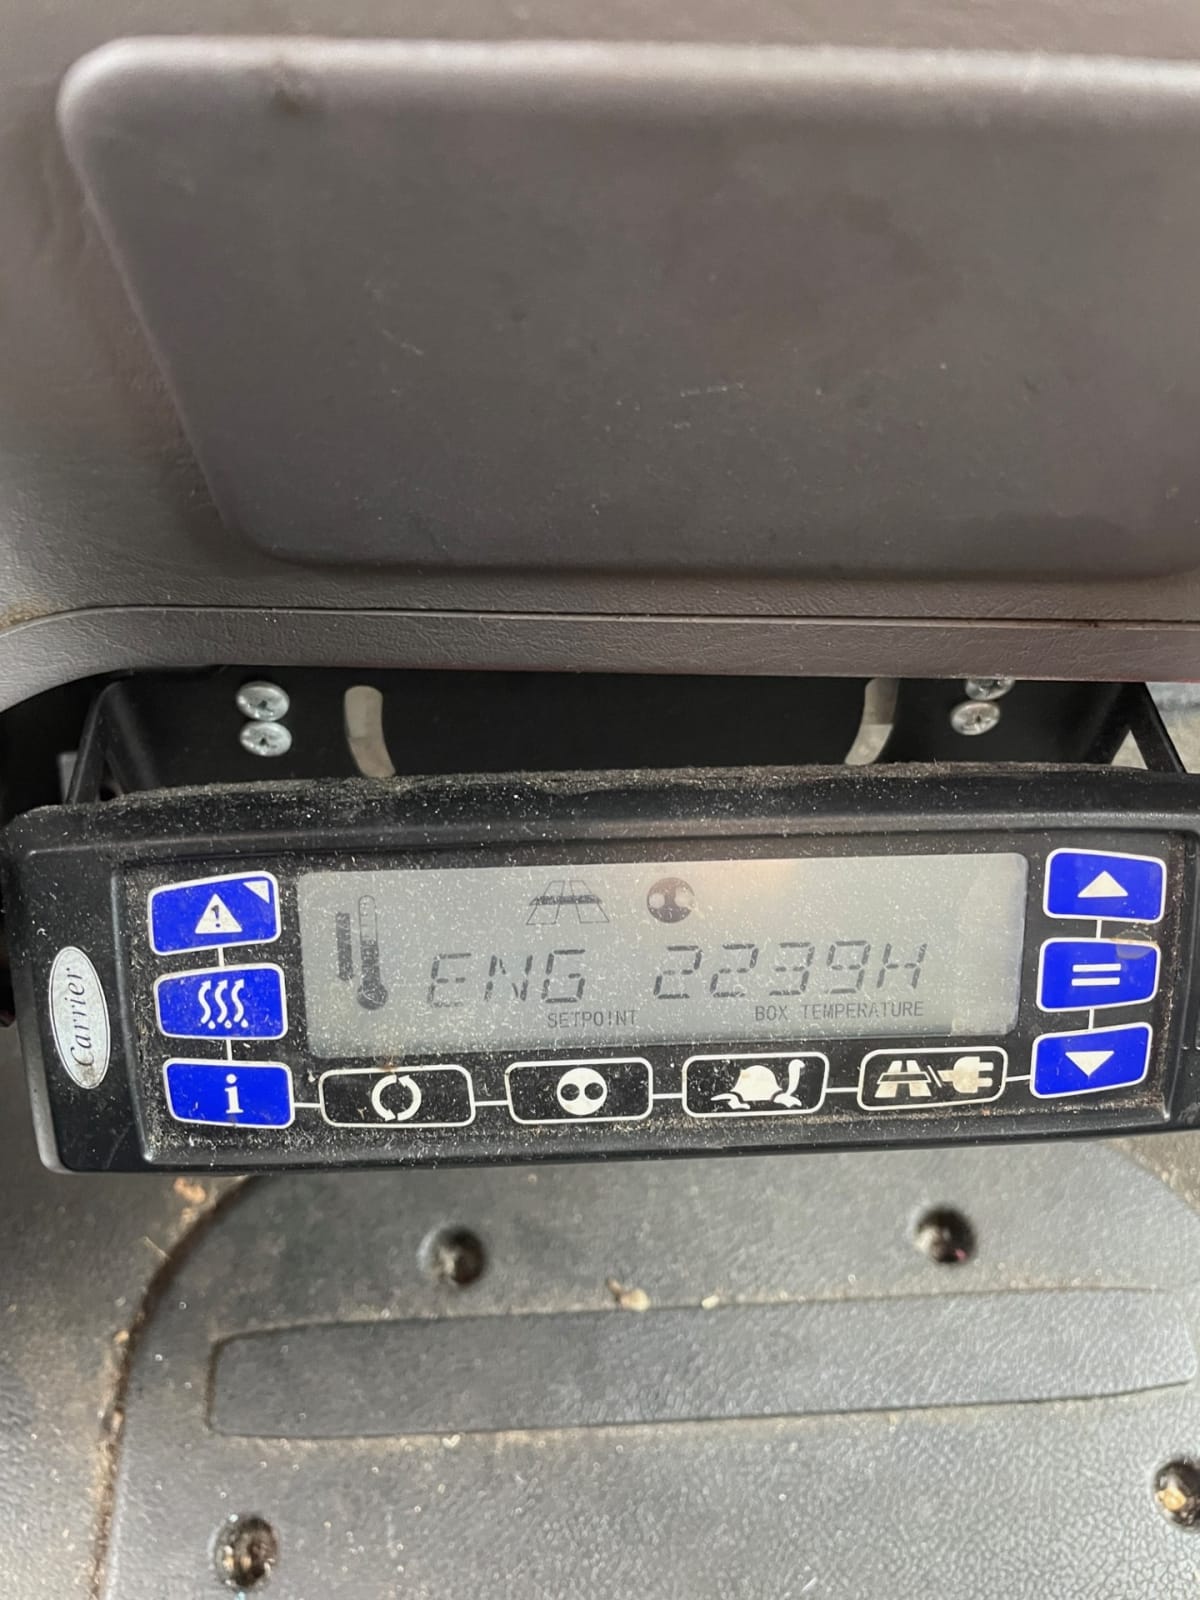 ENG 2239H
SETPOINT BOX TEMPERATURE
Carrier
i